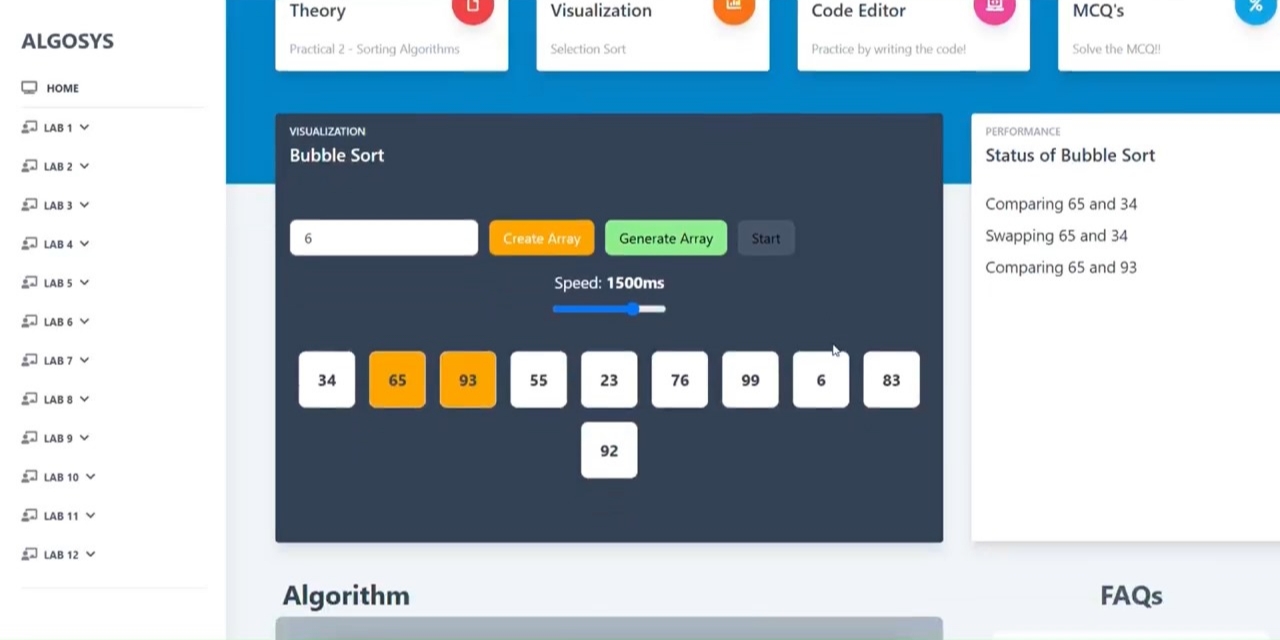 ALGOSYS
HOME
LAB 1
LAB 2
LAB 3
LAB 4
LAB 5
LAB 6
LAB 7
LAB 8
LAB 9
LAB 10
LAB 11
LAB 12
Theory
Practical 2 - Sorting Algorithms
Visualization
Selection Sort
Code Editor
Practice by writing the code!
MCQ's
Solve the MCQ!!
%
VISUALIZATION
Bubble Sort
6 Create Array Generate Array Start
Speed: 1500ms
34 65 93 55 23 76 99 6 83
92
PERFORMANCE
Status of Bubble Sort
Comparing 65 and 34
Swapping 65 and 34
Comparing 65 and 93
Algorithm
FAQs